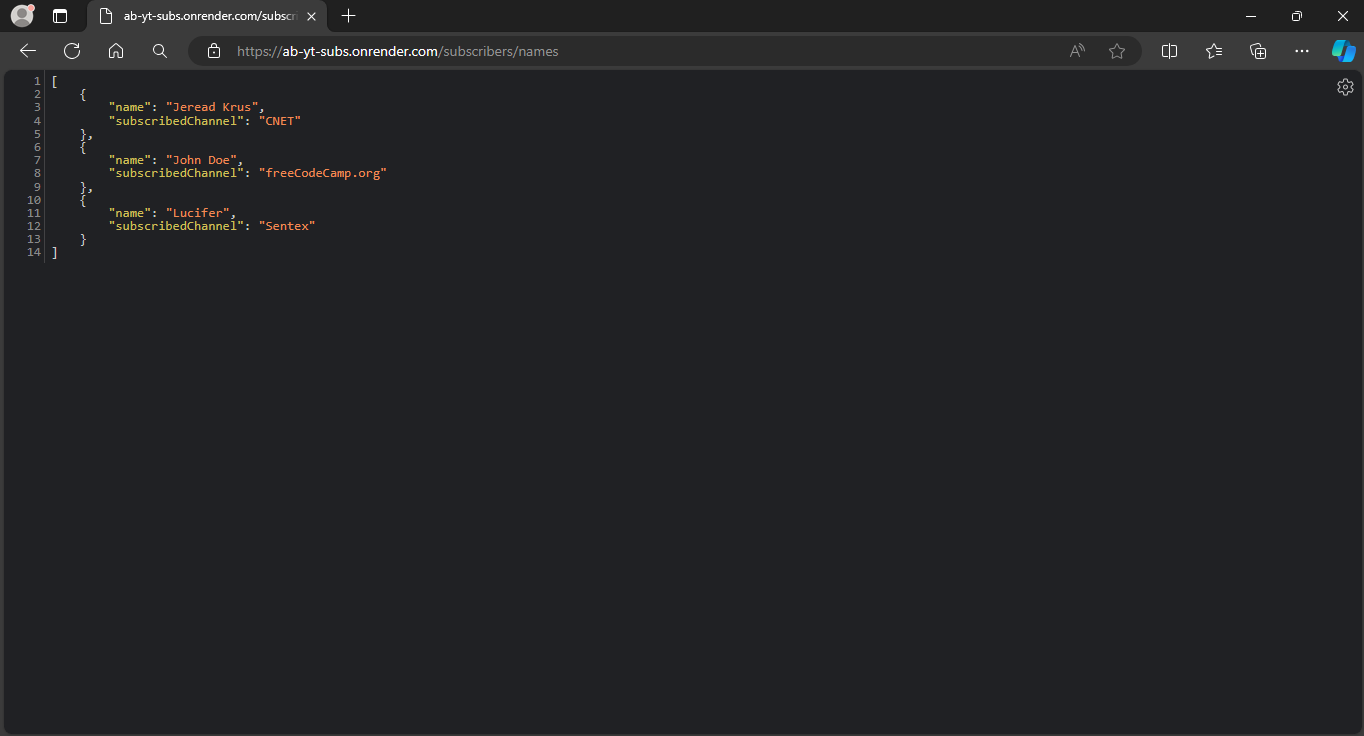 ab-yt-subs.onrender.com/subscri
https://ab-yt-subs.onrender.com/subscribers/names
1 [
2     {
3         "name": "Jeread Krus",
4         "subscribedChannel": "CNET"
5     },
6     {
7         "name": "John Doe",
8         "subscribedChannel": "freeCodeCamp.org"
9     },
10     {
11         "name": "Lucifer",
12         "subscribedChannel": "Sentex"
13     }
14 ]